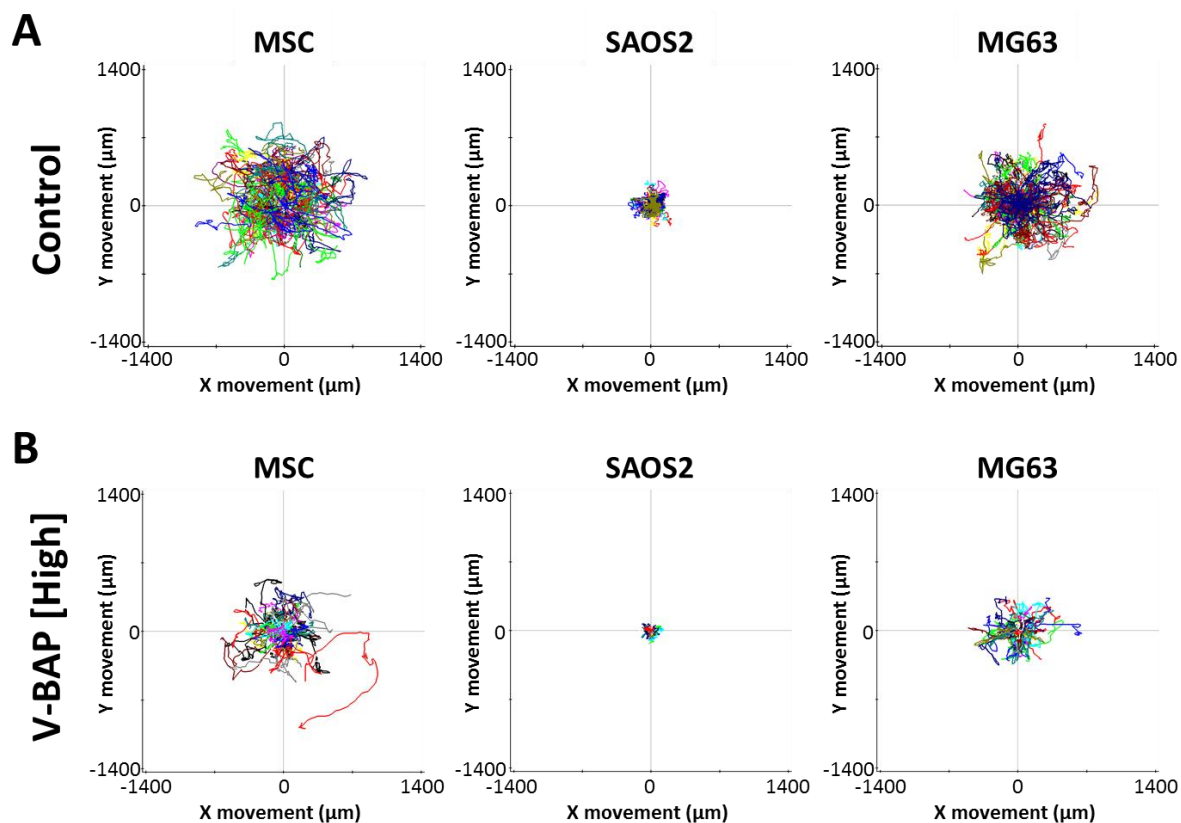 A
MSC SAOS2 MG63
Control
Y movement (µm) Y movement (µm) Y movement (µm)
1400 1400 1400
0 0 0
-1400 -1400 -1400
-1400 0 1400 -1400 0 1400 -1400 0 1400
X movement (µm) X movement (µm) X movement (µm)
B
MSC SAOS2 MG63
V-BAP [High]
Y movement (µm) Y movement (µm) Y movement (µm)
1400 1400 1400
0 0 0
-1400 -1400 -1400
-1400 0 1400 -1400 0 1400 -1400 0 1400
X movement (µm) X movement (µm) X movement (µm)